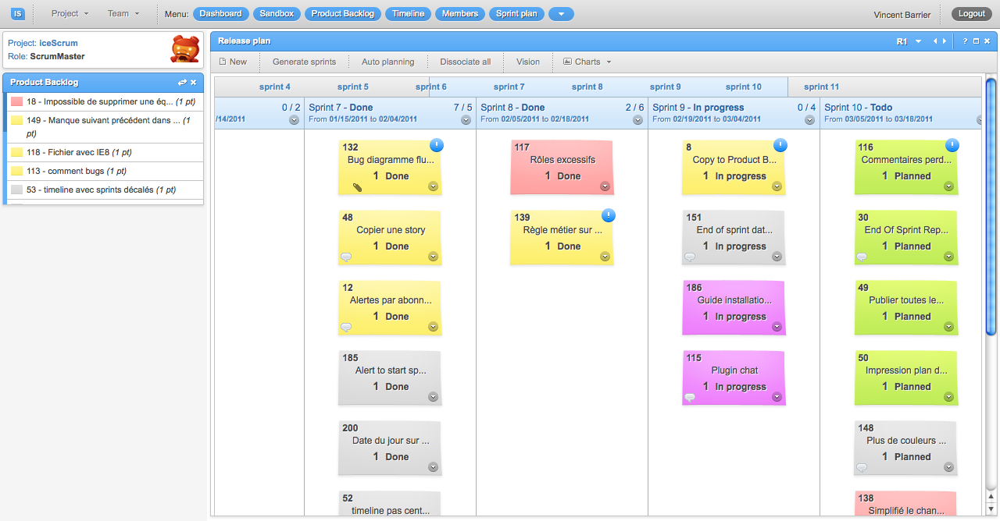 IS Project Team Menu: Dashboard Sandbox Product Backlog Timeline Members Sprint plan Vincent Barrier Logout
Project: iceScrum
Role: ScrumMaster
Product Backlog
18 - Impossible de supprimer une éq... (1 pt)
149 - Manque suivant précédent dans ... (1
pt)
118 - Fichier avec IE8 (1 pt)
113 - comment bugs (1 pt)
53 - timeline avec sprints décalés (1 pt)
Release plan R1 ?
New Generate sprints Auto planning Dissociate all Vision Charts
sprint 4 sprint 5 sprint 6 sprint 7 sprint 8 sprint 9 sprint 10 sprint 11
0 / 2
/14/2011
Sprint 7 - Done 7 / 5
From 01/15/2011 to 02/04/2011
132
Bug diagramme flu...
1 Done
48
Copier une story
1 Done
12
Alertes par abonn...
1 Done
185
Alert to start sp...
1 Done
200
Date du jour sur ...
1 Done
52
timeline pas cent...
Sprint 8 - Done 2 / 6
From 02/05/2011 to 02/18/2011
117
Rôles excessifs
1 Done
139
Règle métier sur ...
1 Done
Sprint 9 - In progress 0 / 4
From 02/19/2011 to 03/04/2011
8
Copy to Product B...
1 In progress
151
End of sprint dat...
1 In progress
186
Guide installatio...
1 In progress
115
Plugin chat
1 In progress
Sprint 10 - Todo
From 03/05/2011 to 03/18/2011
116
Commentaires perd...
1 Planned
30
End Of Sprint Rep...
1 Planned
49
Publier toutes le...
1 Planned
50
Impression plan d...
1 Planned
148
Plus de couleurs ...
1 Planned
138
Simplifié le chan...